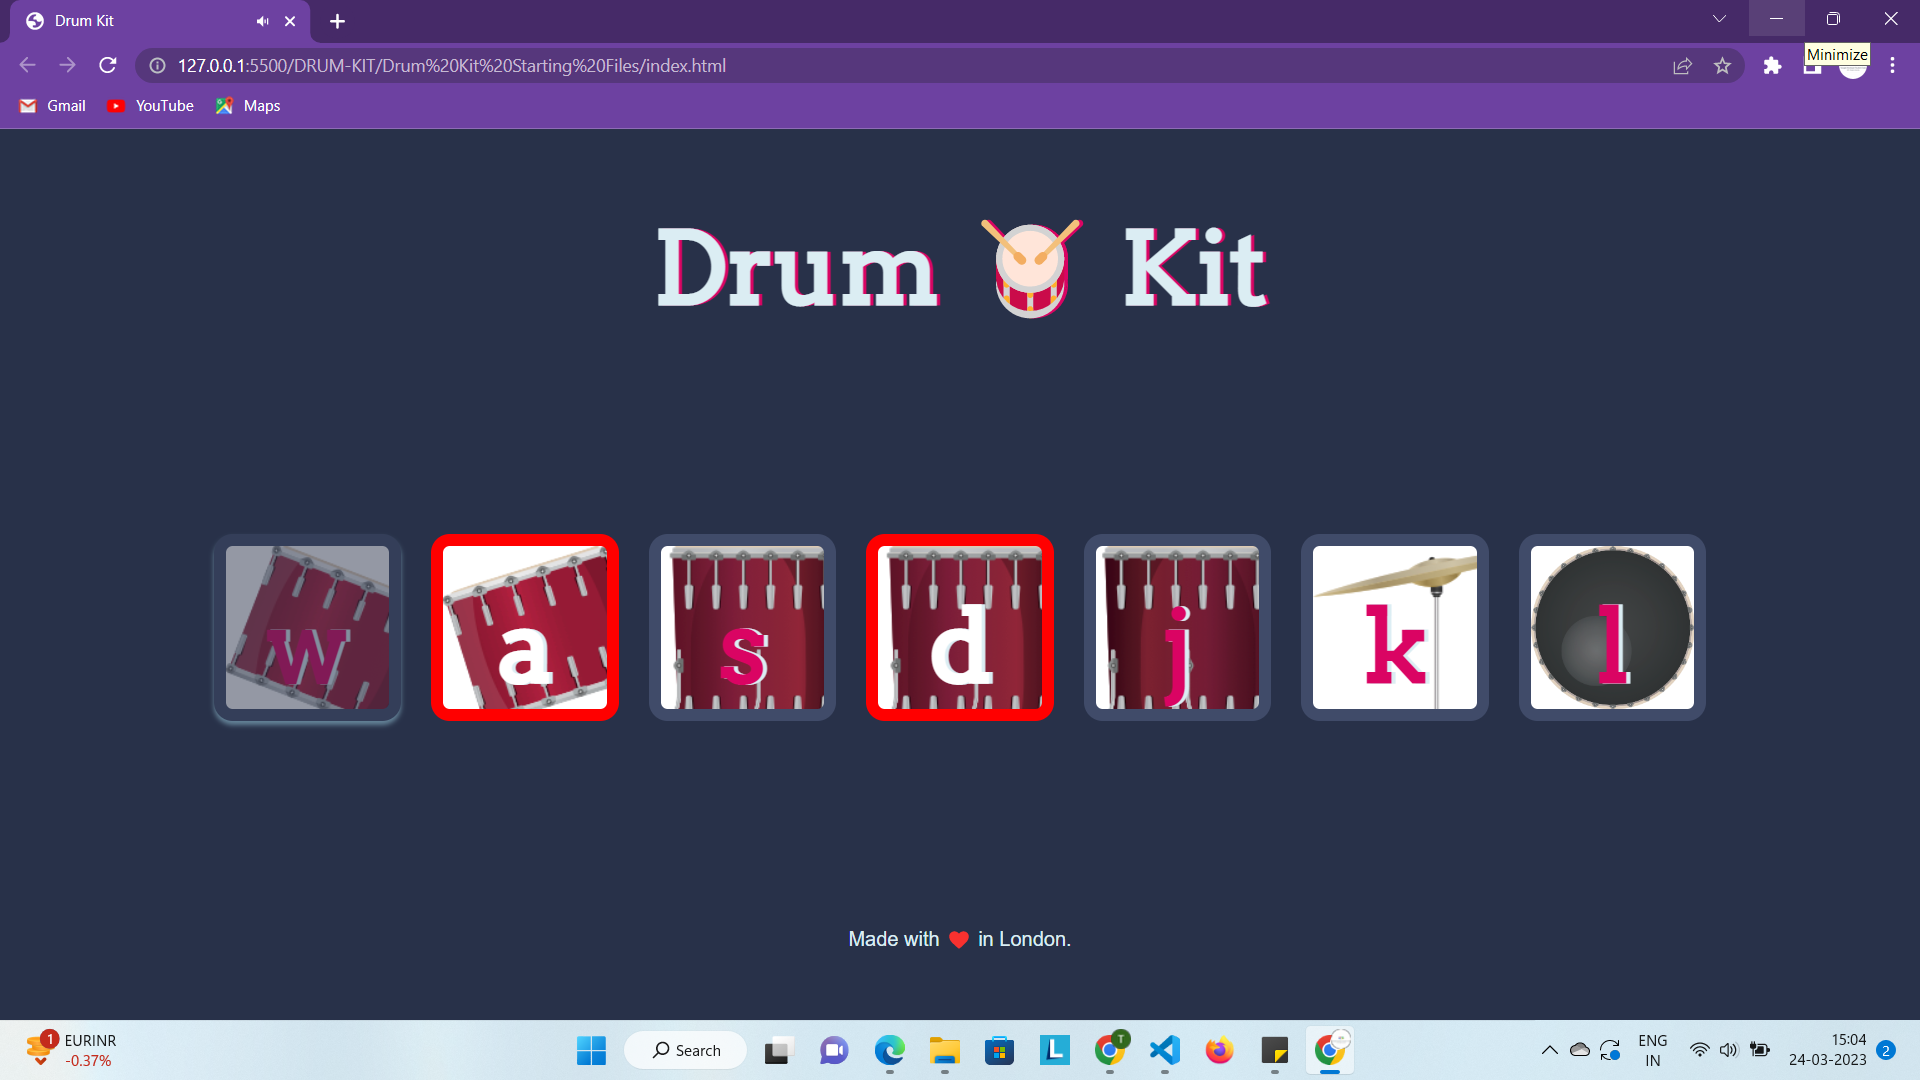 Drum Kit
Minimize
127.0.0.1:5500/DRUM-KIT/Drum%20Kit%20Starting%20Files/index.html
Gmail
YouTube
Maps
Drum Kit
w
a
s
d
j
k
l
Made with ❤️ in London.
1
EURINR
-0.37%
Search
L
T
ENG
IN
15:04
24-03-2023
2